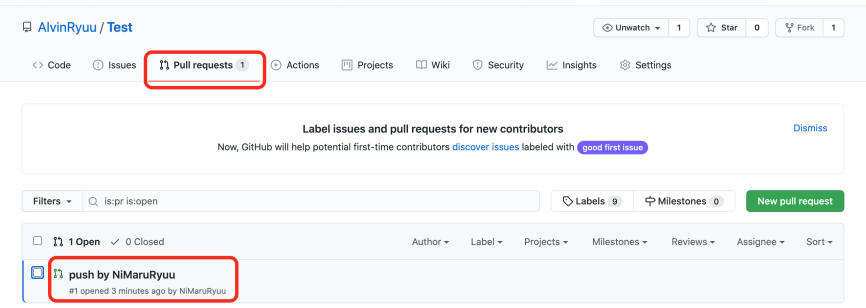 AlvinRyuu / Test
Unwatch 1 Star 0 Fork 1
Code Issues Pull requests 1 Actions Projects Wiki Security Insights Settings
Label issues and pull requests for new contributors
Dismiss
Now, GitHub will help potential first-time contributors discover issues labeled with good first issue
Filters is:pr is:open Labels 9 Milestones 0 New pull request
1 Open 0 Closed Author Label Projects Milestones Reviews Assignee Sort
push by NiMaruRyuu
#1 opened 3 minutes ago by NiMaruRyuu